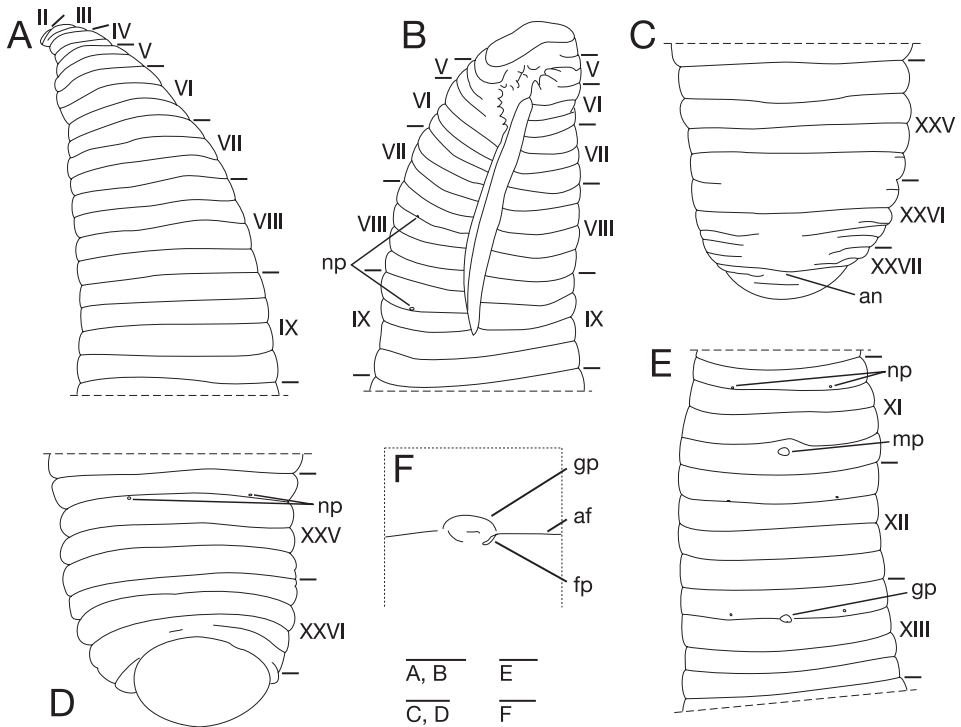 A
II
III
IV
V
VI
VII
VIII
IX
B
V
VI
VII
VIII
np
IX
V
VI
VII
VIII
IX
C
XXV
XXVI
XXVII
an
D
np
XXV
XXVI
F
gp
af
fp
A, B
E
C, D
F
E
np
XI
mp
XII
gp
XIII